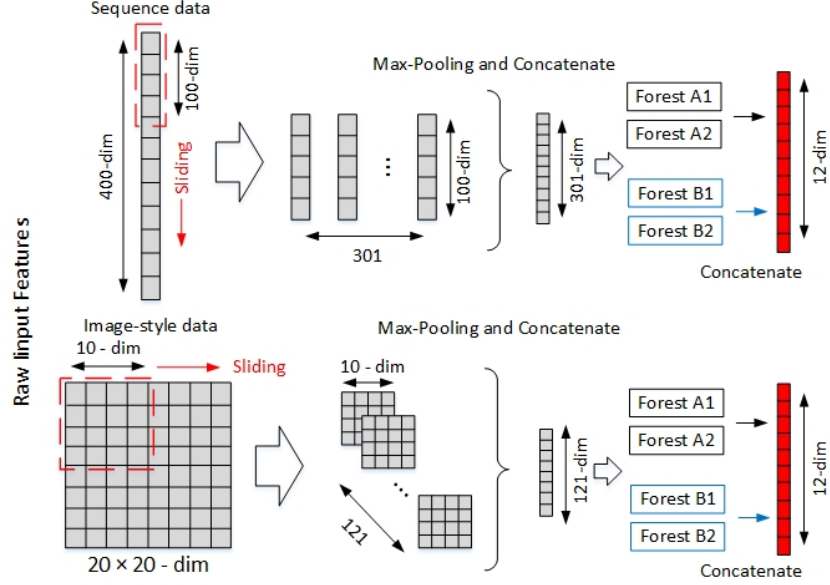 Raw Iinput Features
Sequence data
400-dim
100-dim
Sliding
Max-Pooling and Concatenate
...
301
100-dim
301-dim
Forest A1
Forest A2
Forest B1
Forest B2
12-dim
Concatenate
Image-style data
10 - dim
Sliding
20 × 20 - dim
Max-Pooling and Concatenate
10 - dim
...
121
121-dim
Forest A1
Forest A2
Forest B1
Forest B2
12-dim
Concatenate